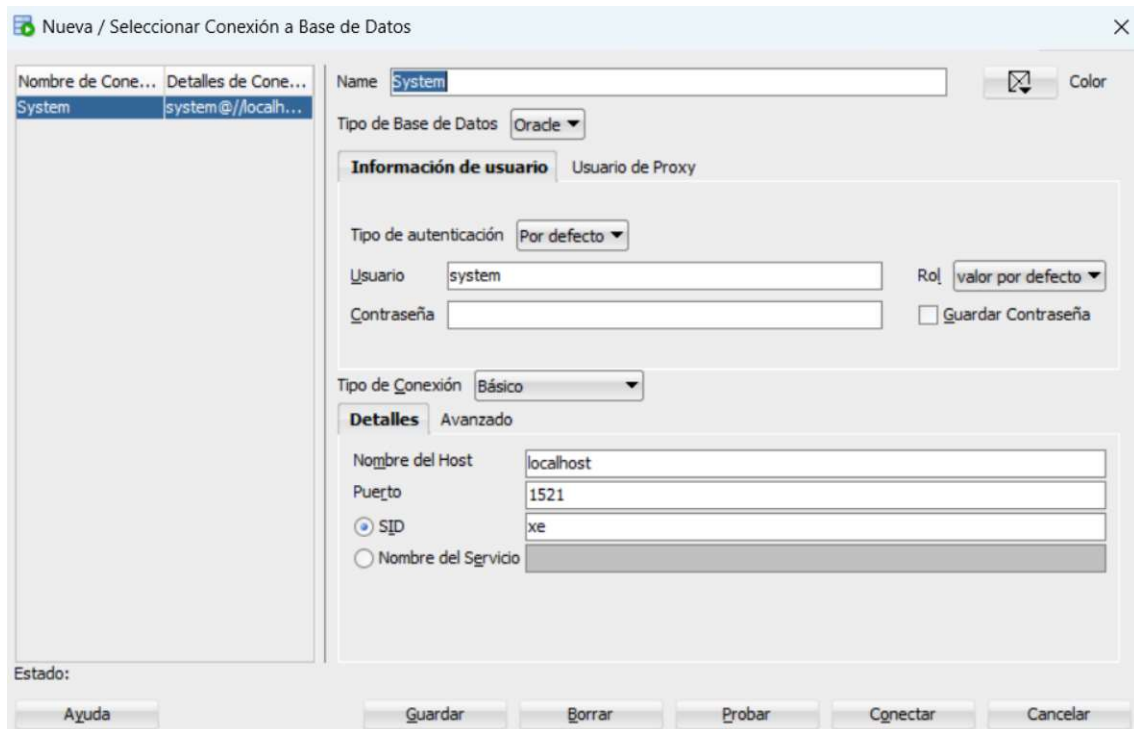 Nueva / Seleccionar Conexión a Base de Datos
Nombre de Cone... Detalles de Cone...
System system@//localh...
Name System Color
Tipo de Base de Datos Oracle
Información de usuario Usuario de Proxy
Tipo de autenticación Por defecto
Usuario system Rol valor por defecto
Contraseña Guardar Contraseña
Tipo de Conexión Básico
Detalles Avanzado
Nombre del Host localhost
Puerto 1521
SID xe
Nombre del Servicio
Estado:
Ayuda Guardar Borrar Probar Conectar Cancelar